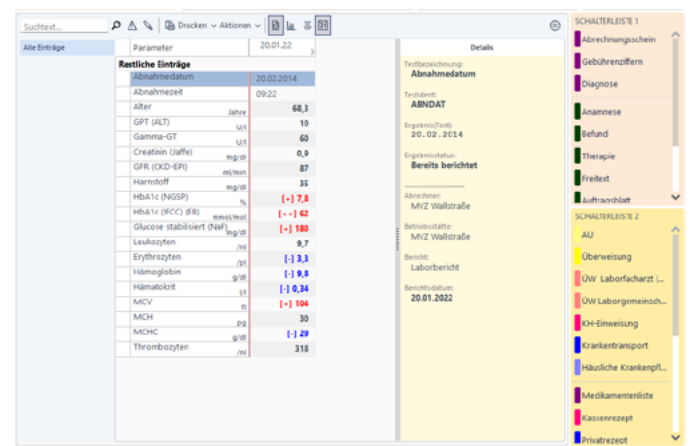 Suchtext...
Drucken
Aktionen
Alle Einträge
Parameter
20.01.22
Restliche Einträge
Abnahmedatum 20.02.2014
Abnahmezeit 09:22
Alter Jahre 68,3
GPT (ALT) U/l 10
Gamma-GT U/l 60
Creatinin (Jaffe) mg/dl 0,9
GFR (CKD-EPI) ml/min 87
Harnstoff mg/dl 35
HbA1c (NGSP) % [+] 7,8
HbA1c (IFCC) (EB) mmol/mol [++] 62
Glucose stabilisiert (NaF) mg/dl [+] 180
Leukozyten /nl 9,7
Erythrozyten /pl [-] 3,3
Hämoglobin g/dl [-] 9,8
Hämatokrit l/l [-] 0,34
MCV fl [+] 104
MCH pg 30
MCHC g/dl [-] 29
Thrombozyten /nl 318
Details
Testbezeichnung:
Abnahmedatum
Testident:
ABNDAT
Ergebnis(Text)
20.02.2014
Ergebnisstatus:
Bereits berichtet
Abrechner:
MVZ Wallstraße
Betriebsstätte:
MVZ Wallstraße
Bericht:
Laborbericht
Berichtsdatum:
20.01.2022
SCHALTERLEISTE 1
Abrechnungsschein
Gebührenziffern
Diagnose
Anamnese
Befund
Therapie
Freitext
Auftragsblatt
SCHALTERLEISTE 2
AU
Überweisung
ÜW Laborfacharzt (...
ÜW Laborgemeinsch...
KH-Einweisung
Krankentransport
Häusliche Krankenpfl...
Medikamentenliste
Kassenrezept
Privatrezept